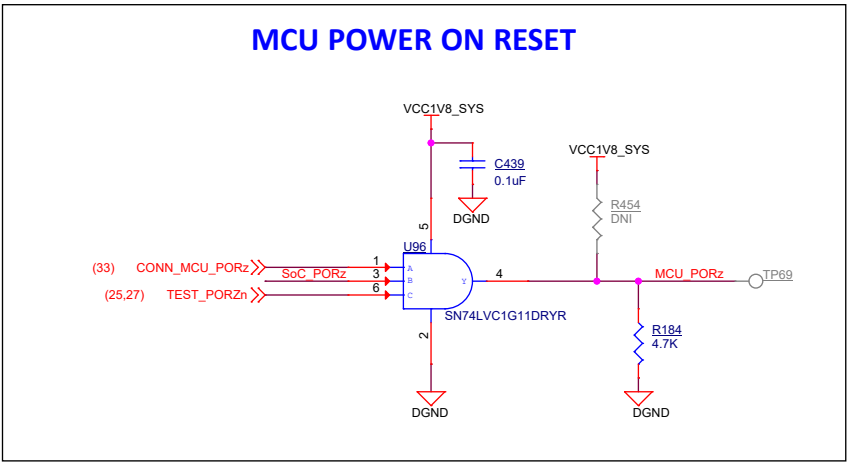 MCU POWER ON RESET
VCC1V8_SYS
C439
0.1uF
DGND
VCC1V8_SYS
R454
DNI
5
U96
(33) CONN_MCU_PORz
1
A
SoC_PORz
3
B
(25,27) TEST_PORZn
6
C
Y
4
MCU_PORz
TP69
SN74LVC1G11DRYR
2
R184
4.7K
DGND
DGND